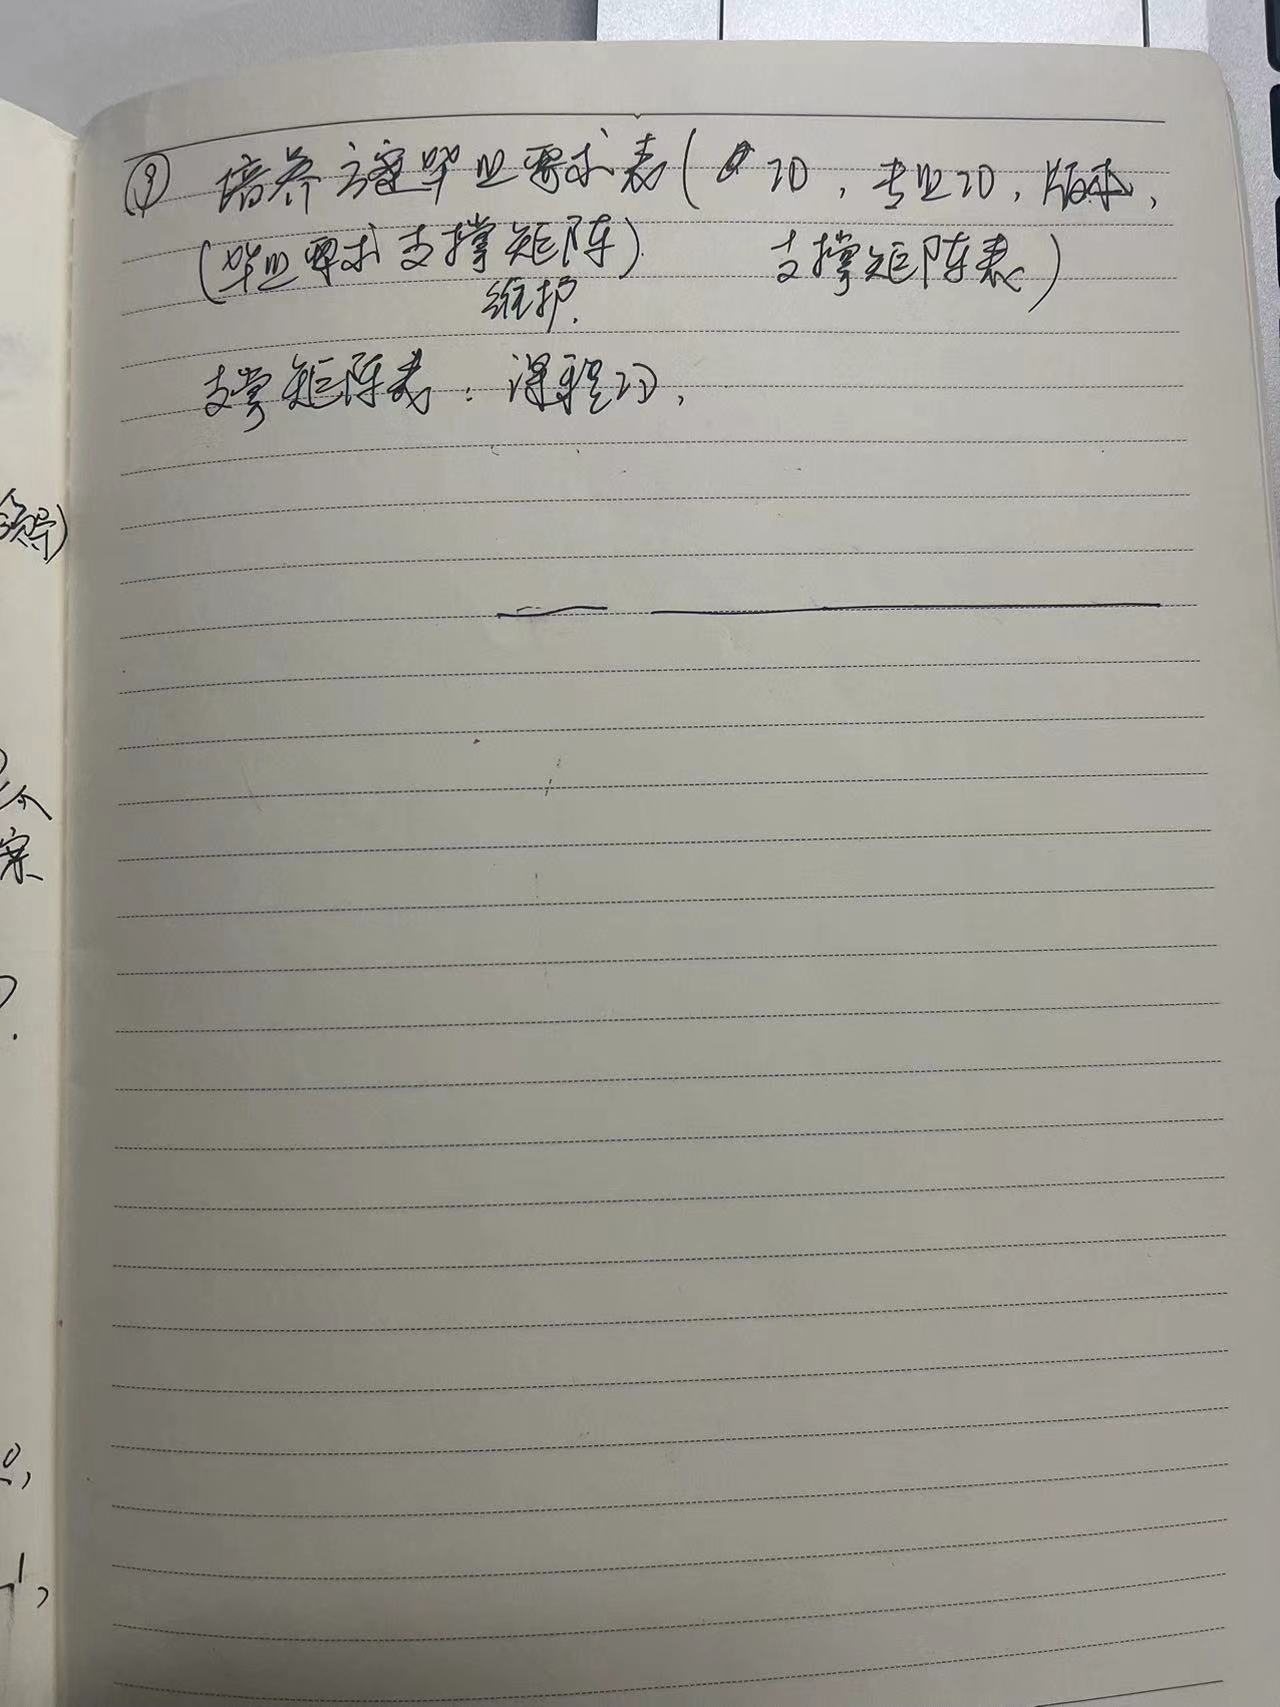 ⑨ 培养方案毕业要求表( ID, 专业ID, 版本,
(毕业要求支撑矩阵) 支撑矩阵表)
维护.
支撑矩阵表: 课程ID,
案